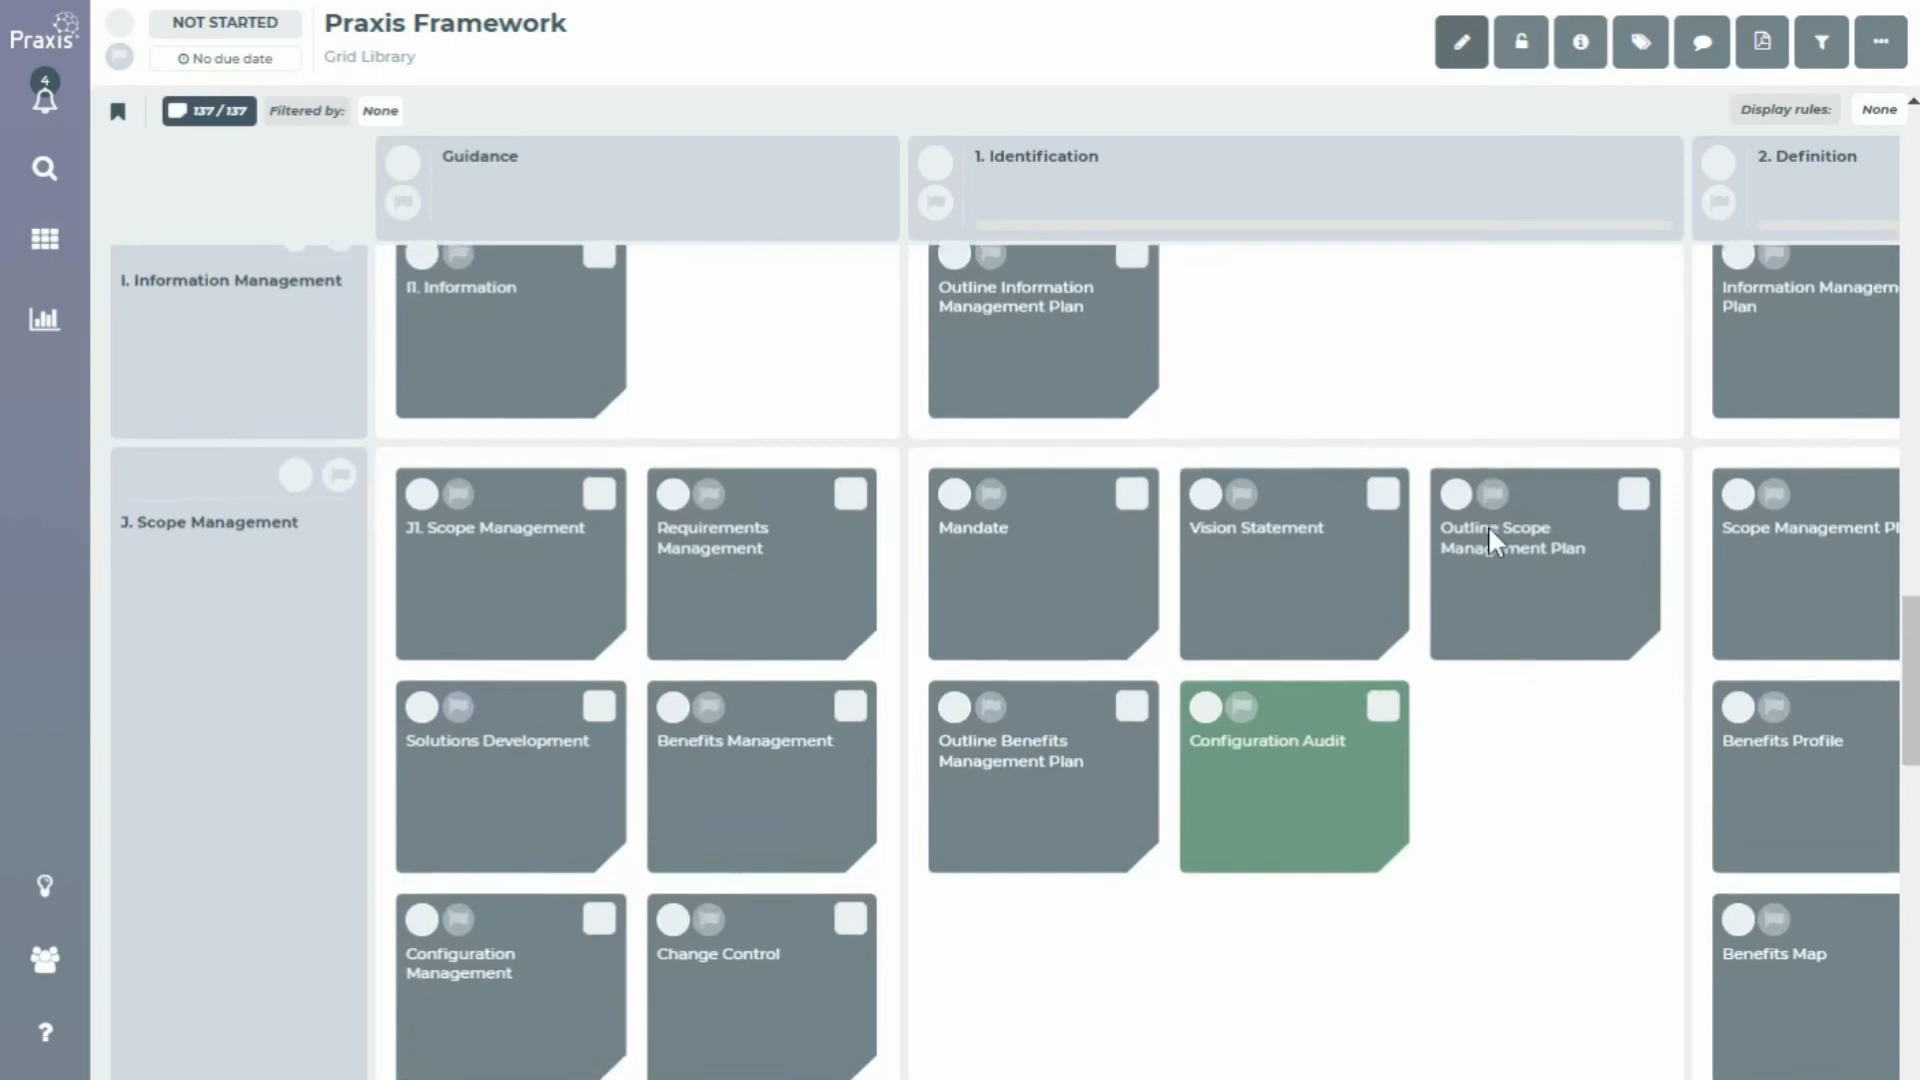 Praxis
4
NOT STARTED
No due date
Praxis Framework
Grid Library
137 / 137
Filtered by:
None
Display rules:
None
Guidance
1. Identification
2. Definition
I. Information Management
I1. Information
Outline Information
Management Plan
Information Managem
Plan
J. Scope Management
J1. Scope Management
Requirements
Management
Mandate
Vision Statement
Outline Scope
Management Plan
Scope Management Pl
Solutions Development
Benefits Management
Outline Benefits
Management Plan
Configuration Audit
Benefits Profile
Configuration
Management
Change Control
Benefits Map
?